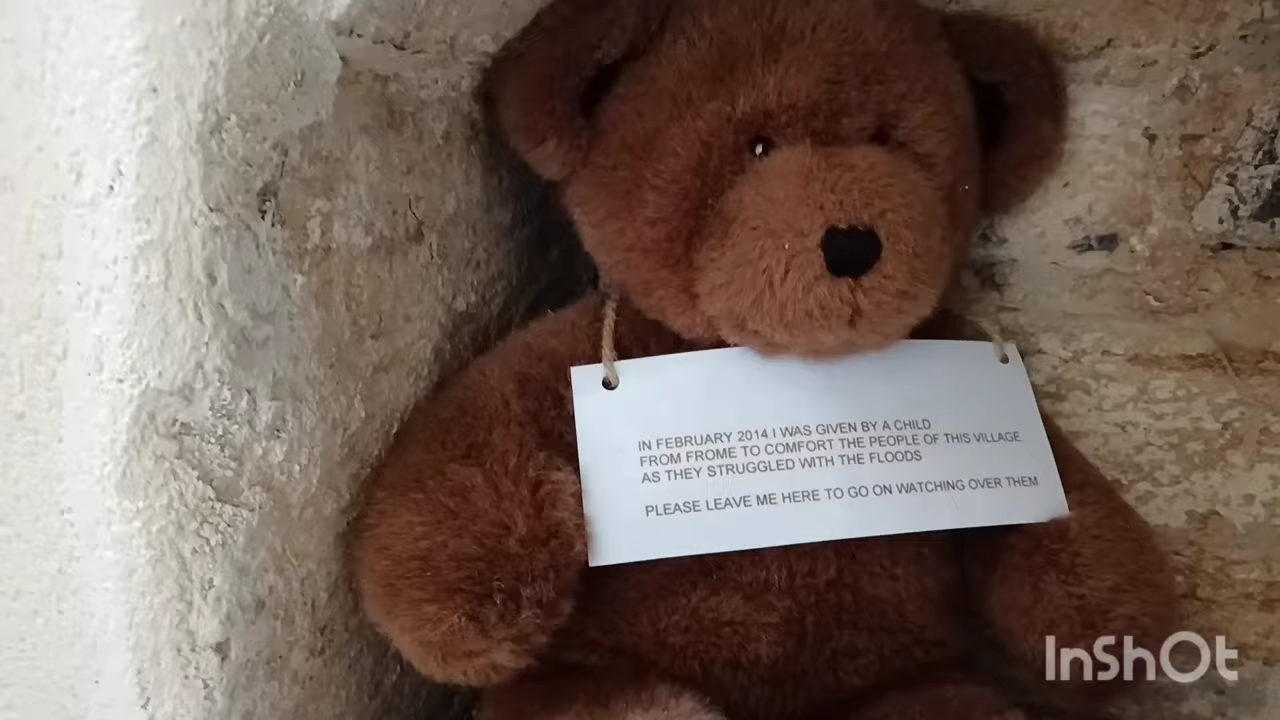 IN FEBRUARY 2014 I WAS GIVEN BY A CHILD
FROM FROME TO COMFORT THE PEOPLE OF THIS VILLAGE
AS THEY STRUGGLED WITH THE FLOODS
PLEASE LEAVE ME HERE TO GO ON WATCHING OVER THEM
InShOt